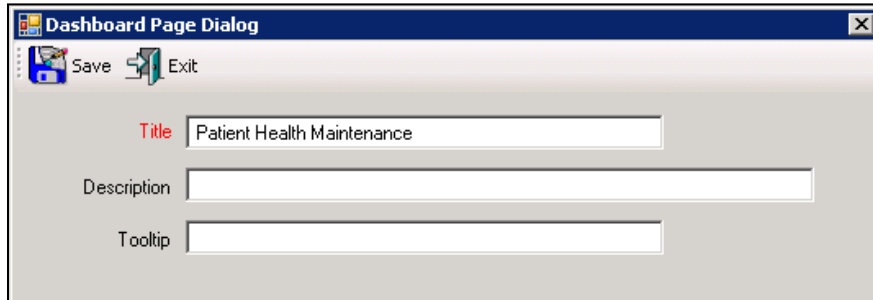 Dashboard Page Dialog
Save Exit
Title Patient Health Maintenance
Description
Tooltip